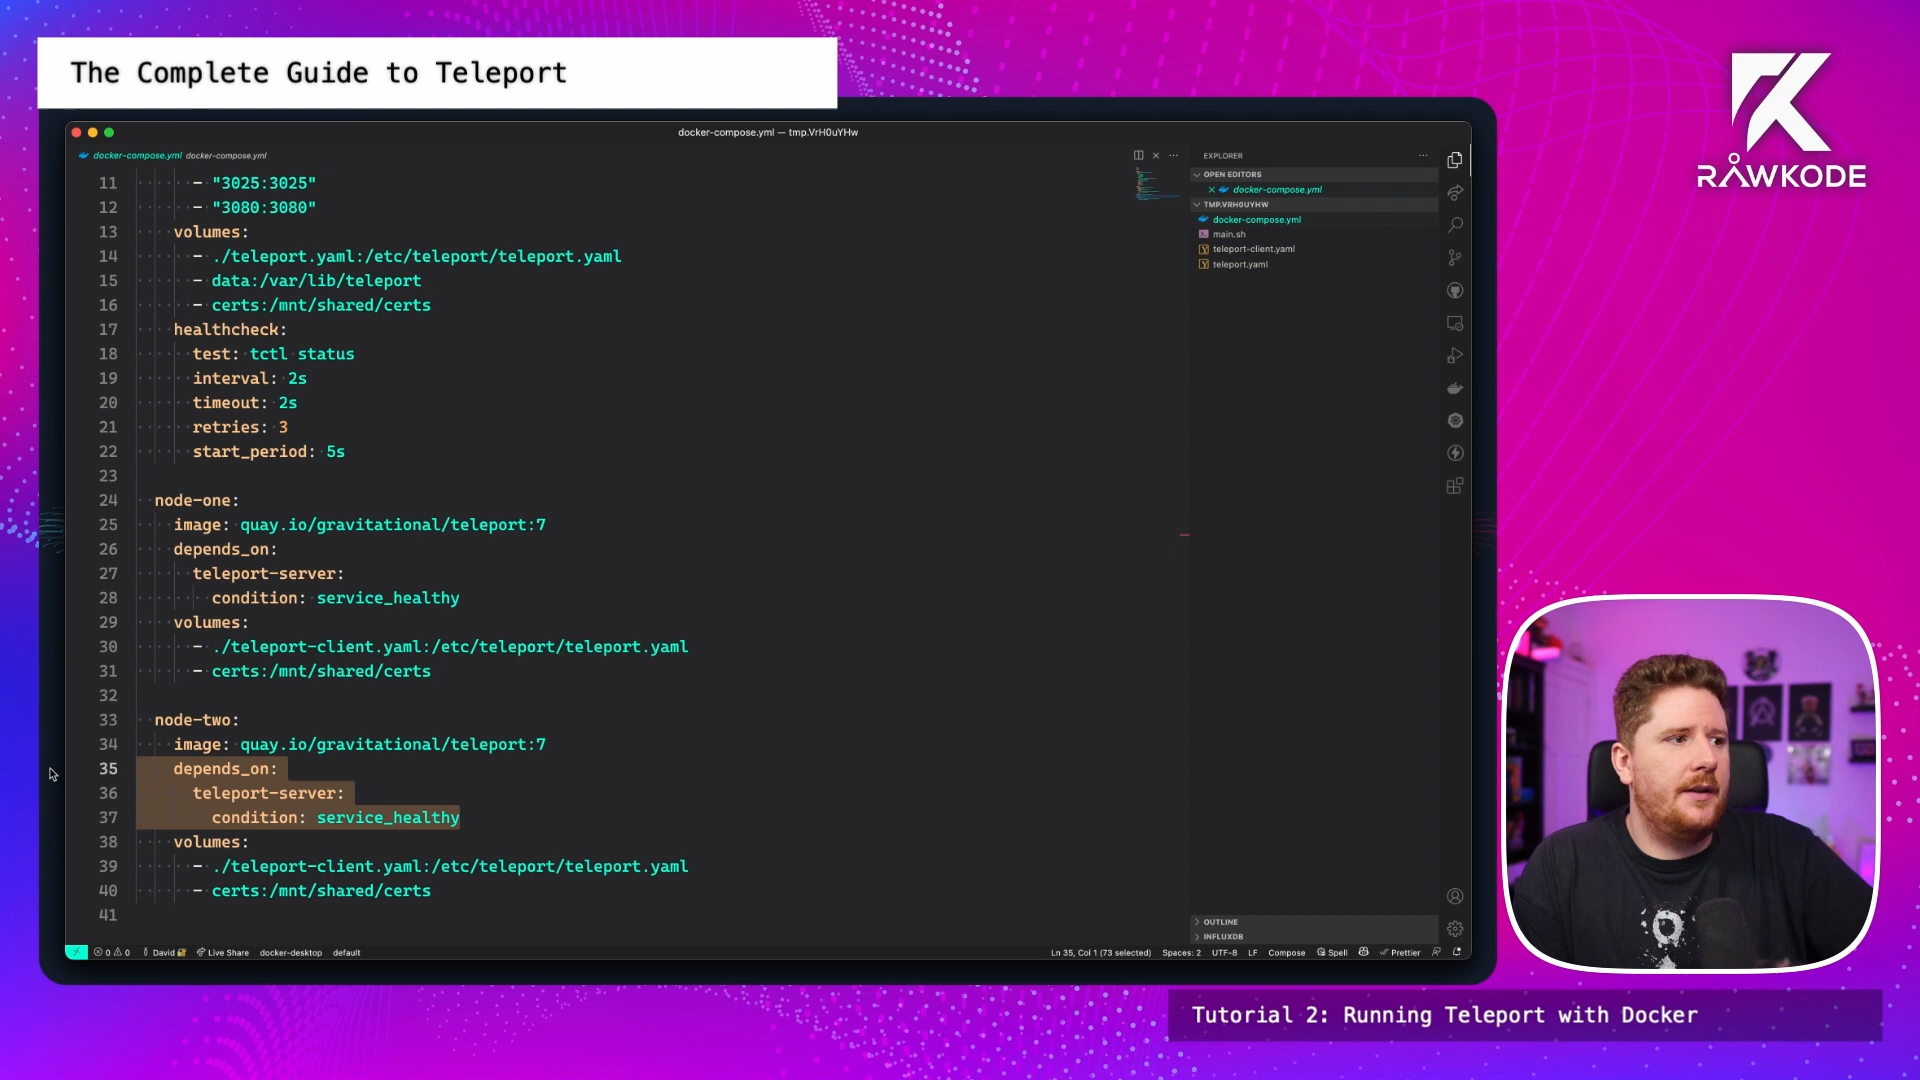 The Complete Guide to Teleport
RAWKODE
docker-compose.yml — tmp.VrH0uYHw
docker-compose.yml docker-compose.yml
11 - "3025:3025"
12 - "3080:3080"
13 volumes:
14 - ./teleport.yaml:/etc/teleport/teleport.yaml
15 - data:/var/lib/teleport
16 - certs:/mnt/shared/certs
17 healthcheck:
18 test: tctl status
19 interval: 2s
20 timeout: 2s
21 retries: 3
22 start_period: 5s
23
24 node-one:
25 image: quay.io/gravitational/teleport:7
26 depends_on:
27 teleport-server:
28 condition: service_healthy
29 volumes:
30 - ./teleport-client.yaml:/etc/teleport/teleport.yaml
31 - certs:/mnt/shared/certs
32
33 node-two:
34 image: quay.io/gravitational/teleport:7
35 depends_on:
36 teleport-server:
37 condition: service_healthy
38 volumes:
39 - ./teleport-client.yaml:/etc/teleport/teleport.yaml
40 - certs:/mnt/shared/certs
41
EXPLORER
OPEN EDITORS
docker-compose.yml
TMP.VRH0UYHW
docker-compose.yml
main.sh
teleport-client.yaml
teleport.yaml
OUTLINE
INFLUXDB
0 0 David Live Share docker-desktop default
Ln 35, Col 1 (73 selected) Spaces: 2 UTF-8 LF Compose Spell Prettier
Tutorial 2: Running Teleport with Docker